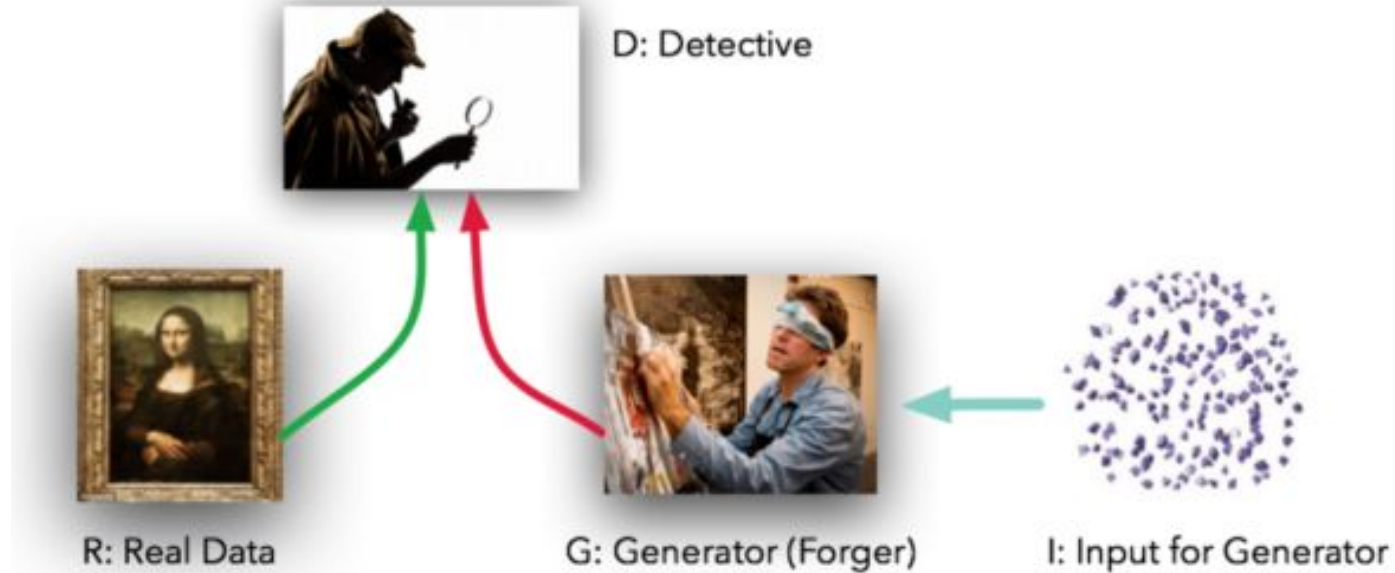 D: Detective
R: Real Data
G: Generator (Forger)
I: Input for Generator